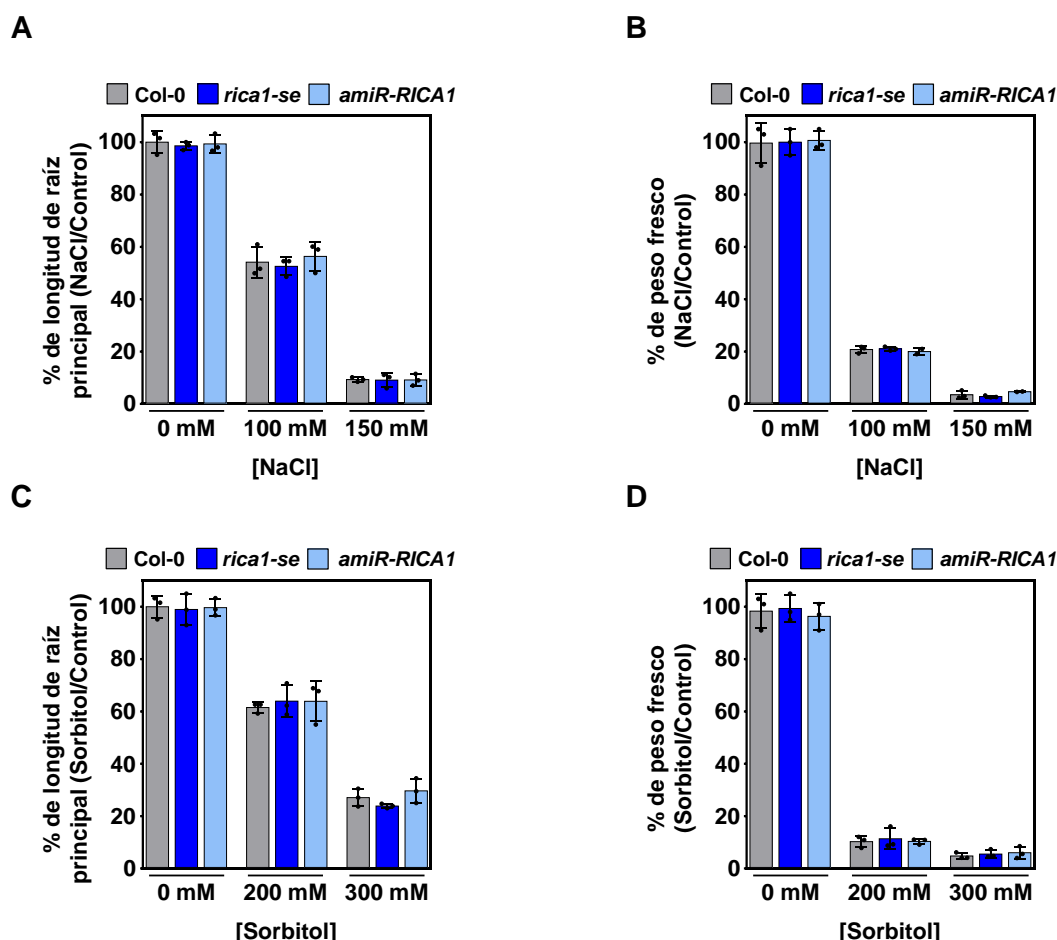 A
Col-0 rica1-se amiR-RICA1
% de longitud de raíz
principal (NaCl/Control)
100
80
60
40
20
0
0 mM 100 mM 150 mM
[NaCl]
B
Col-0 rica1-se amiR-RICA1
% de peso fresco
(NaCl/Control)
100
80
60
40
20
0
0 mM 100 mM 150 mM
[NaCl]
C
Col-0 rica1-se amiR-RICA1
% de longitud de raíz
principal (Sorbitol/Control)
100
80
60
40
20
0
0 mM 200 mM 300 mM
[Sorbitol]
D
Col-0 rica1-se amiR-RICA1
% de peso fresco
(Sorbitol/Control)
100
80
60
40
20
0
0 mM 200 mM 300 mM
[Sorbitol]